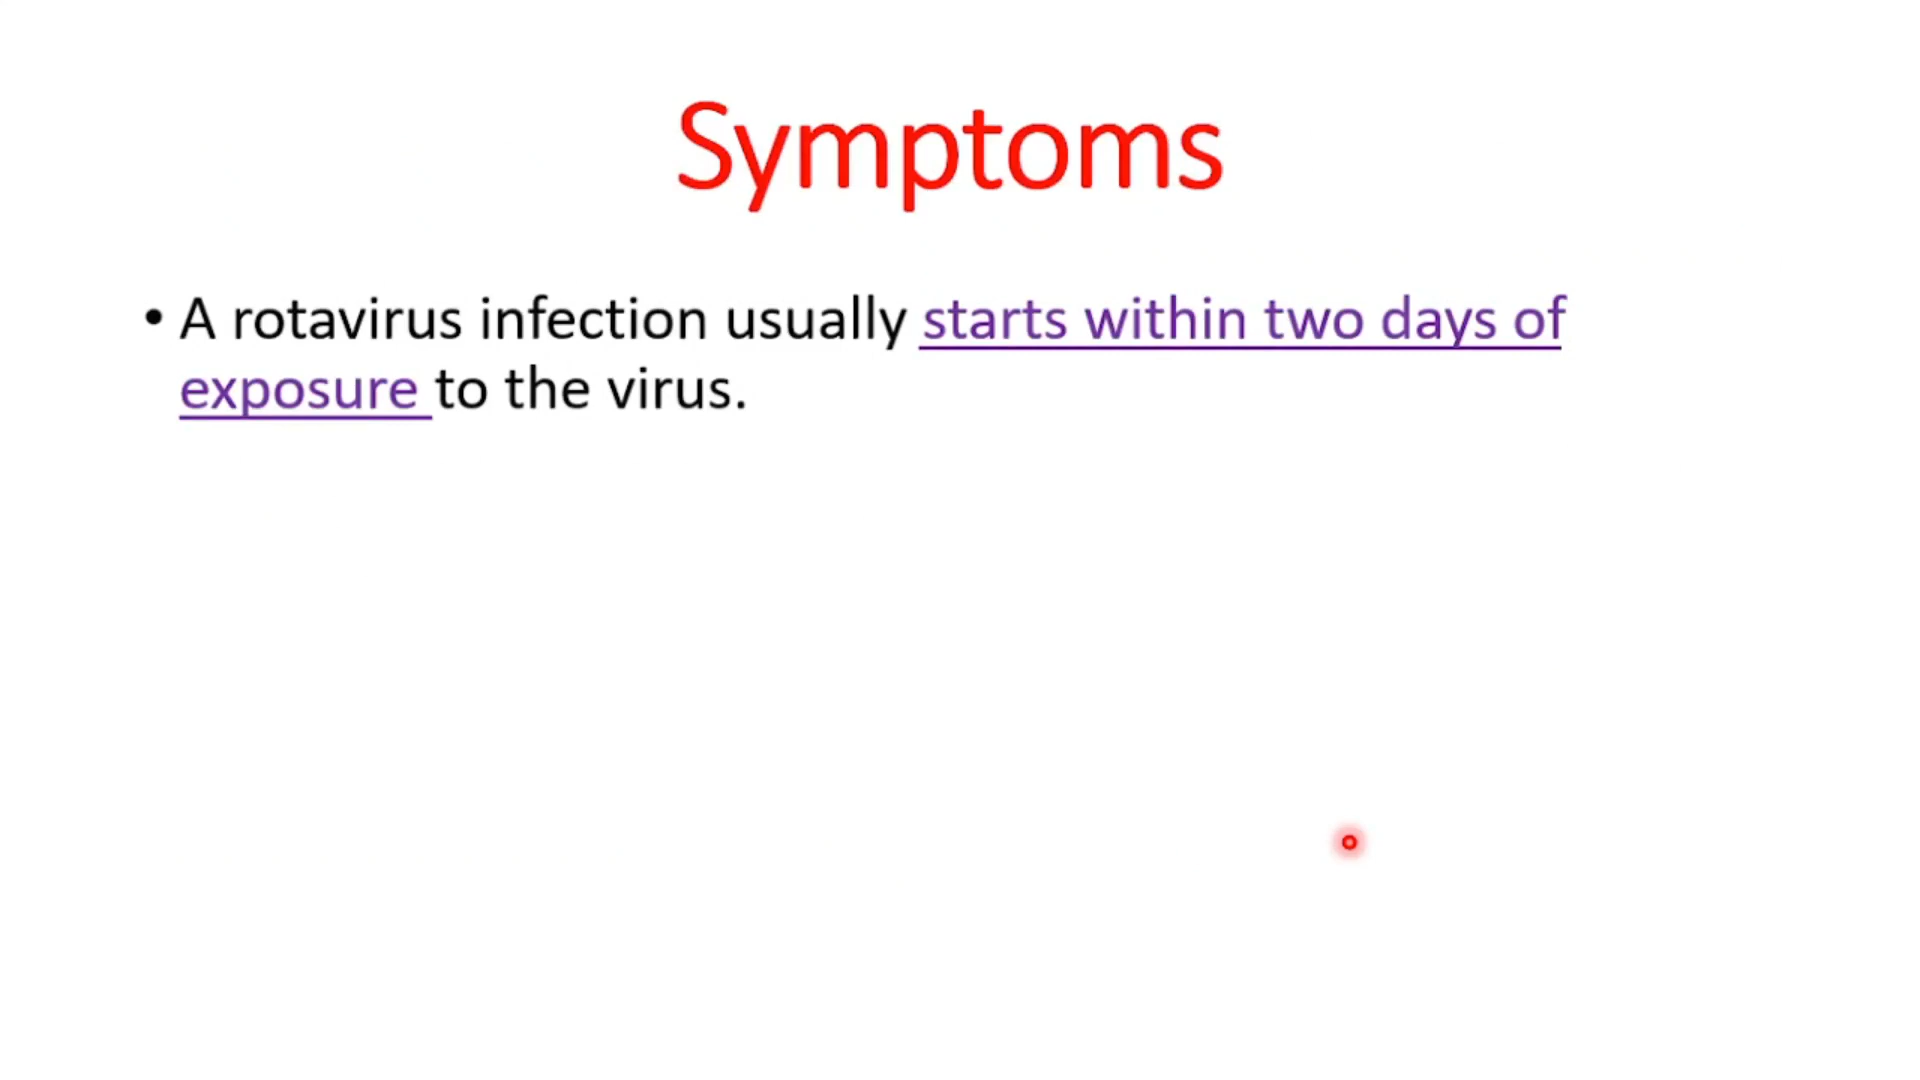 Symptoms
• A rotavirus infection usually starts within two days of
exposure to the virus.